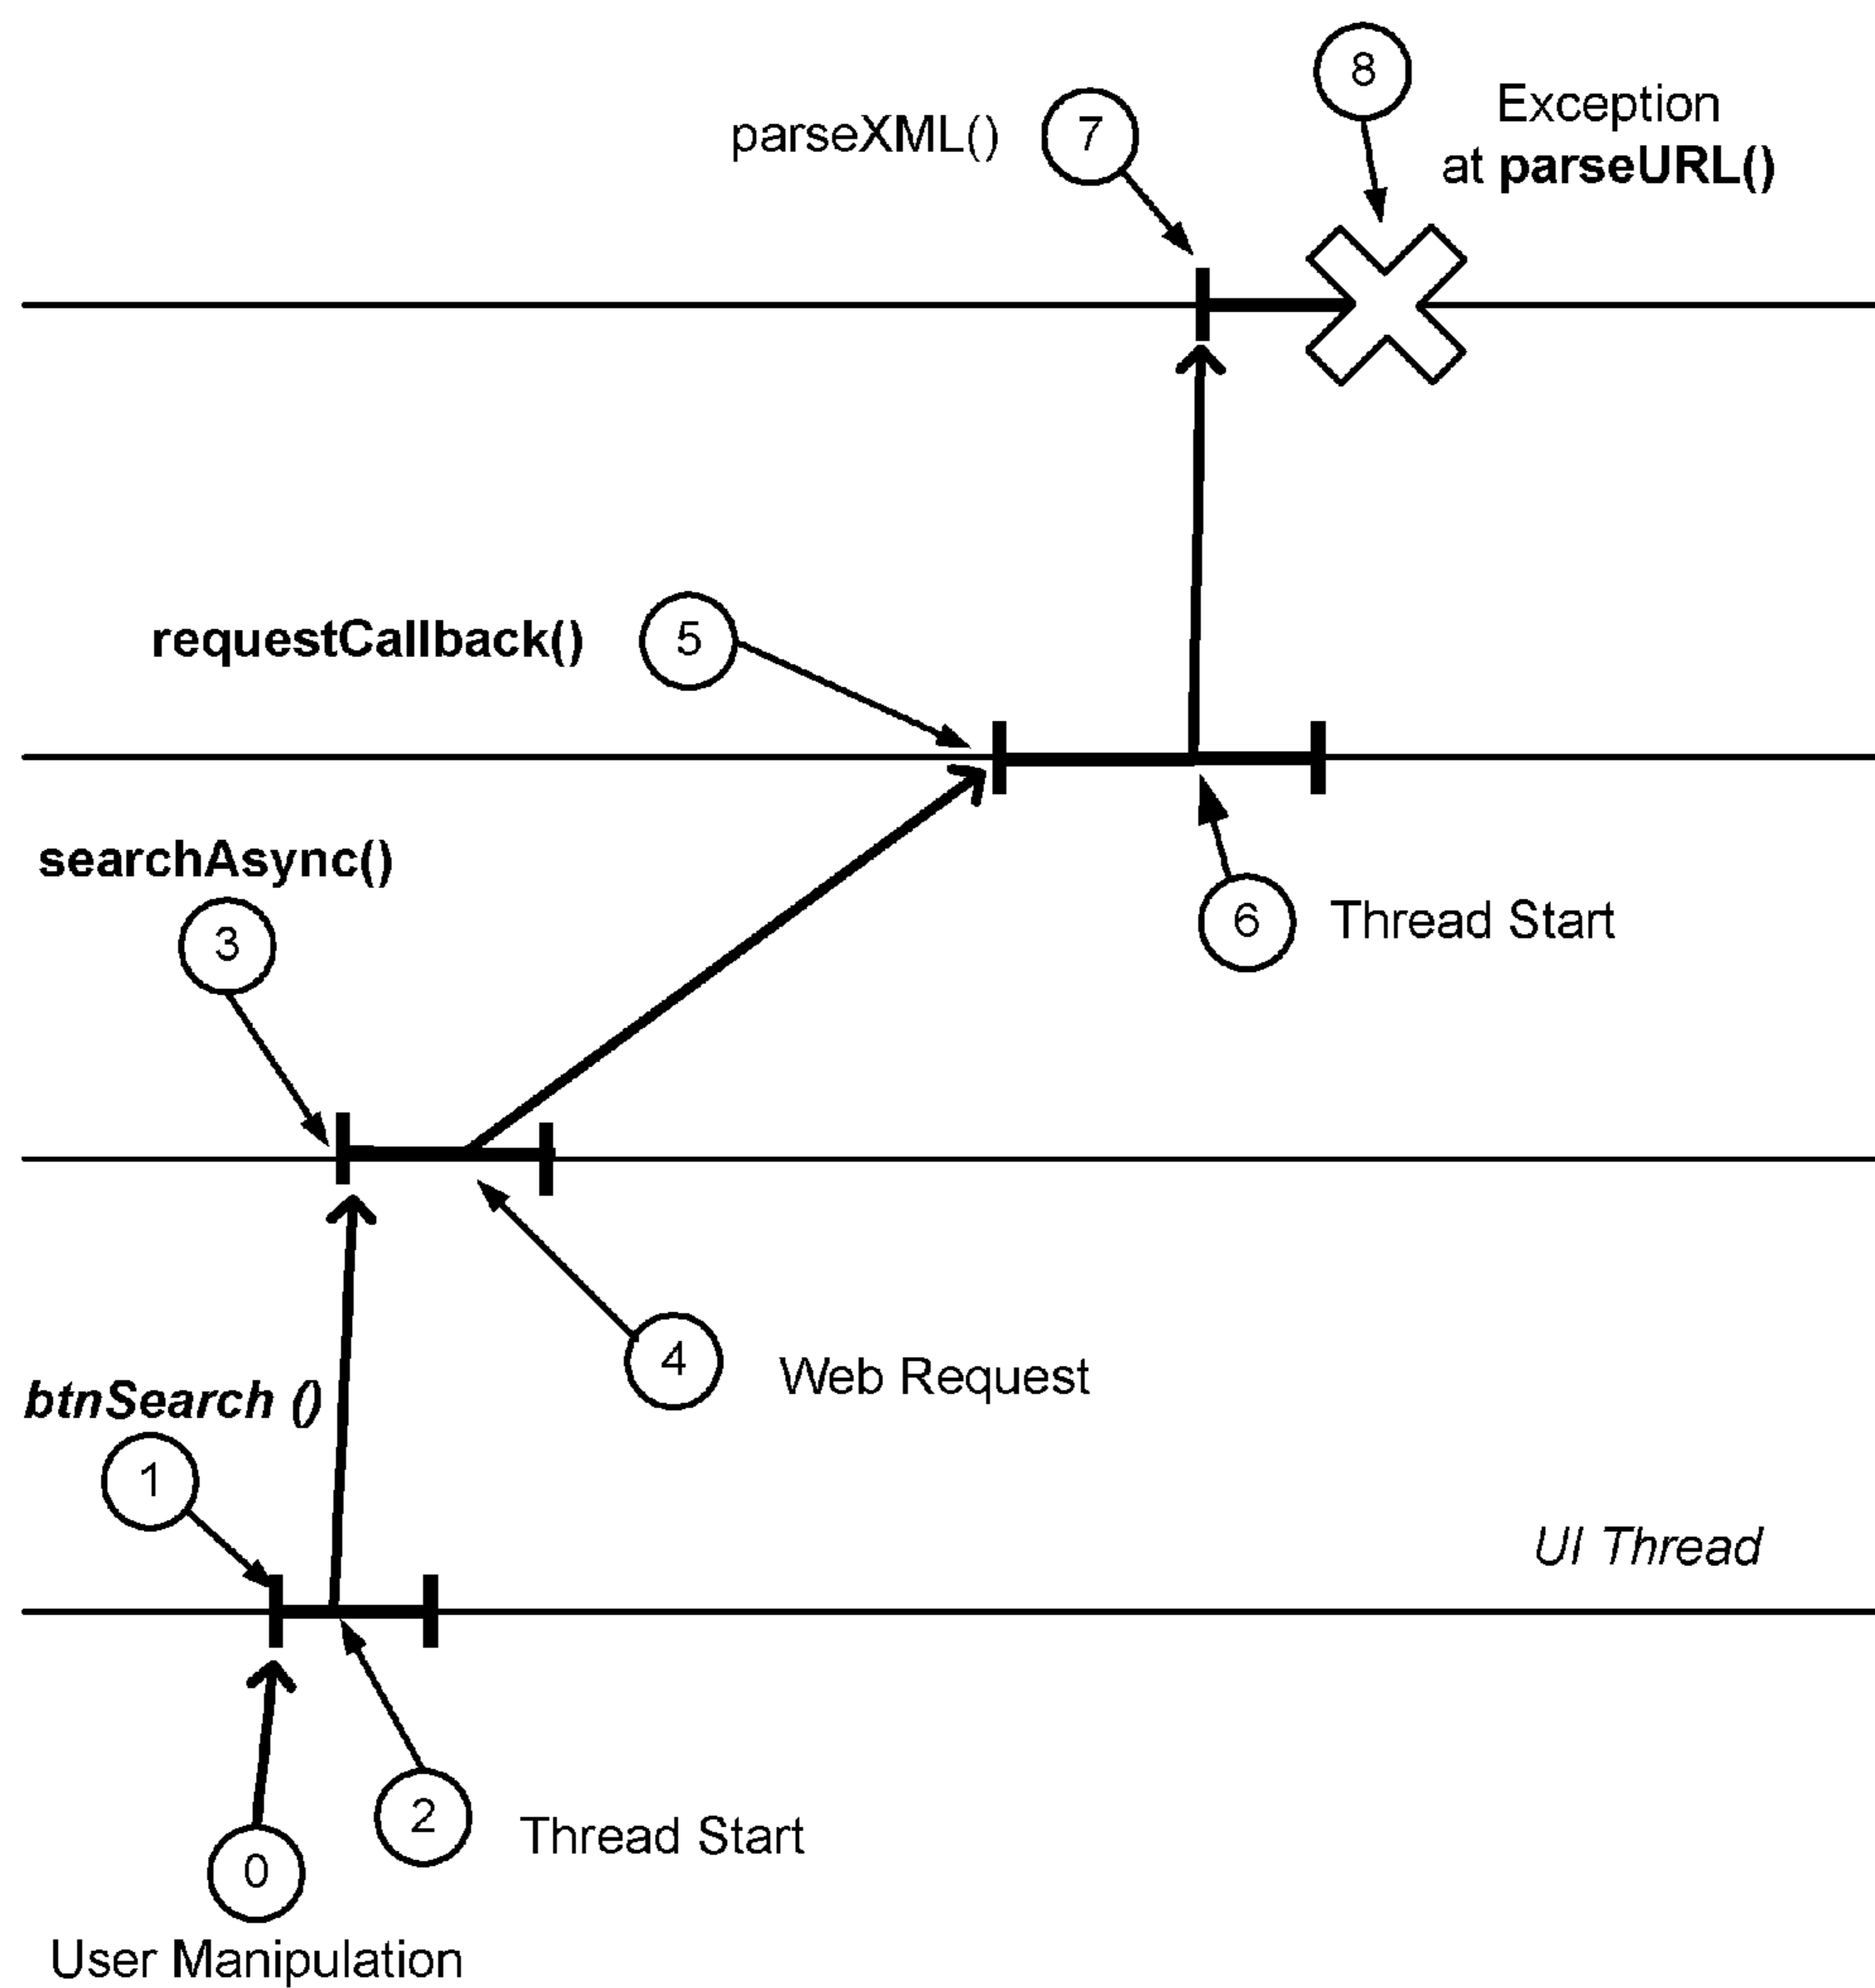 8
Exception
at parseURL()
parseXML()
7
requestCallback()
5
searchAsync()
3
6
Thread Start
4
Web Request
btnSearch ()
1
UI Thread
2
Thread Start
0
User Manipulation